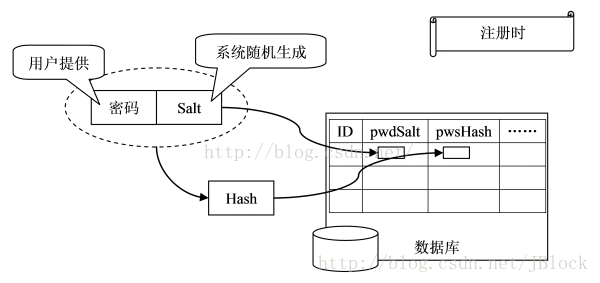 注册时
系统随机生成
用户提供
密码 Salt
ID pwdSalt pwsHash ……
http://blog.csdn.net/
Hash
数据库
http://blog.csdn.net/JBlock